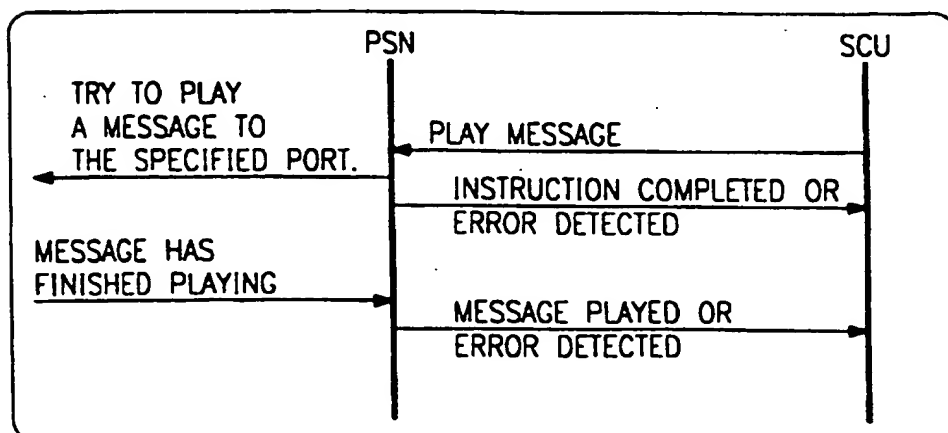 PSN
SCU
TRY TO PLAY
A MESSAGE TO
THE SPECIFIED PORT.
PLAY MESSAGE
INSTRUCTION COMPLETED OR
ERROR DETECTED
MESSAGE HAS
FINISHED PLAYING
MESSAGE PLAYED OR
ERROR DETECTED